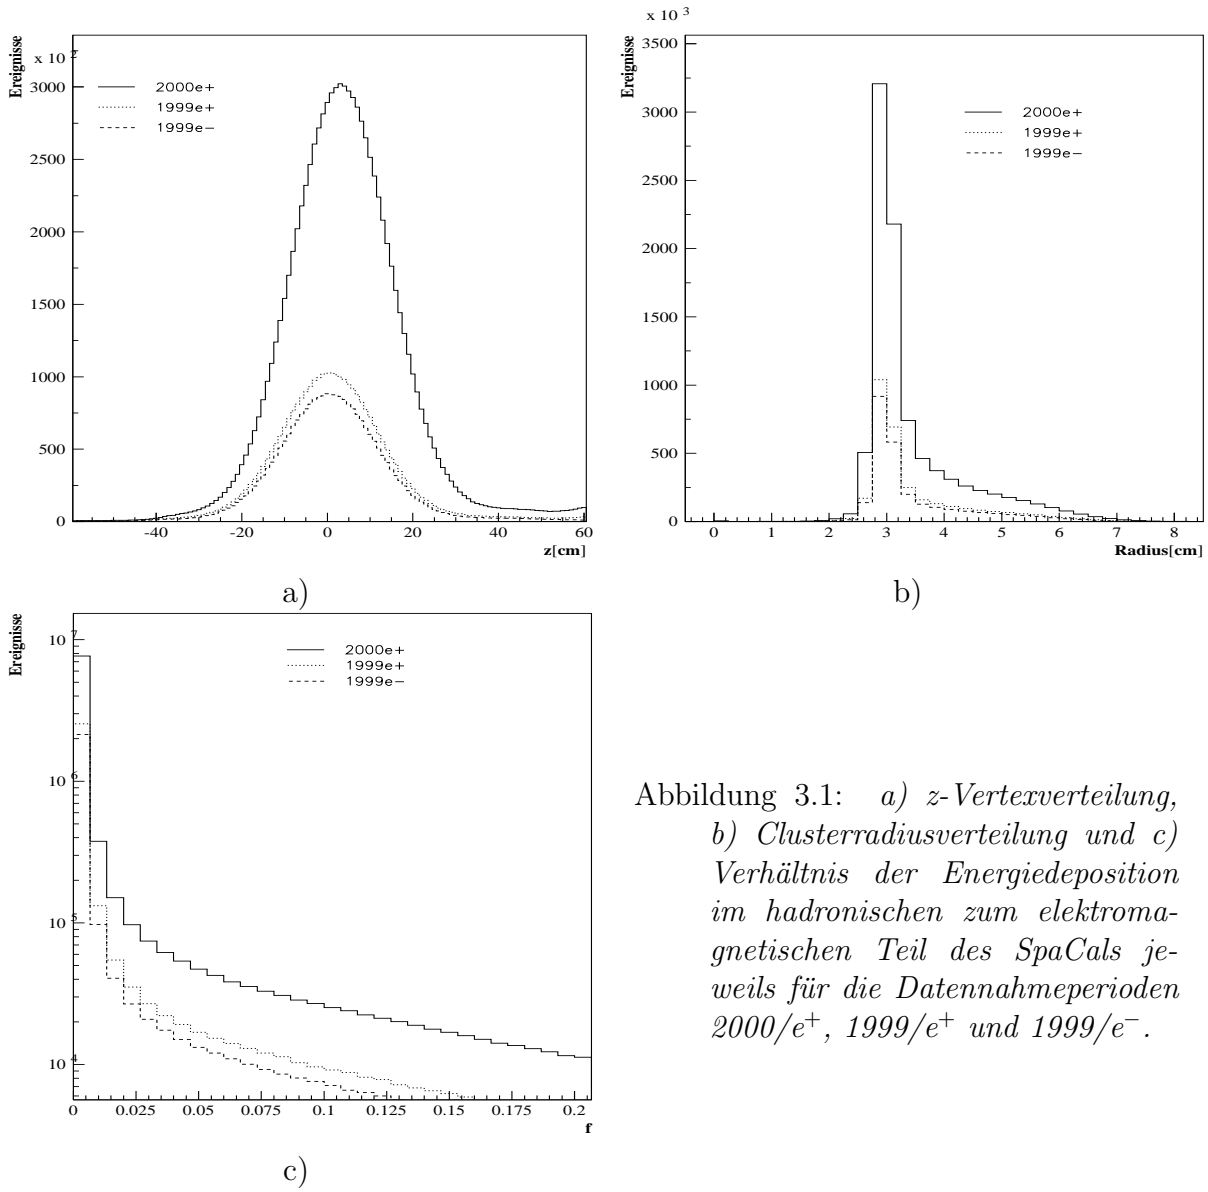 x 10 2
Ereignisse
3000
2500
2000
1500
1000
500
0
2000e+
1999e+
1999e−
-40
-20
0
20
40
60
z[cm]
a)
x 10 3
Ereignisse
3500
3000
2500
2000
1500
1000
500
0
2000e+
1999e+
1999e−
0
1
2
3
4
5
6
7
8
Radius[cm]
b)
Ereignisse
10 7
10 6
10 5
10 4
2000e+
1999e+
1999e−
0
0.025
0.05
0.075
0.1
0.125
0.15
0.175
0.2
f
c)
Abbildung 3.1: a) z-Vertexverteilung,
b) Clusterradiusverteilung und c)
Verhältnis der Energiedeposition
im hadronischen zum elektroma-
gnetischen Teil des SpaCals je-
weils für die Datennahmeperioden
2000/e⁺, 1999/e⁺ und 1999/e⁻.